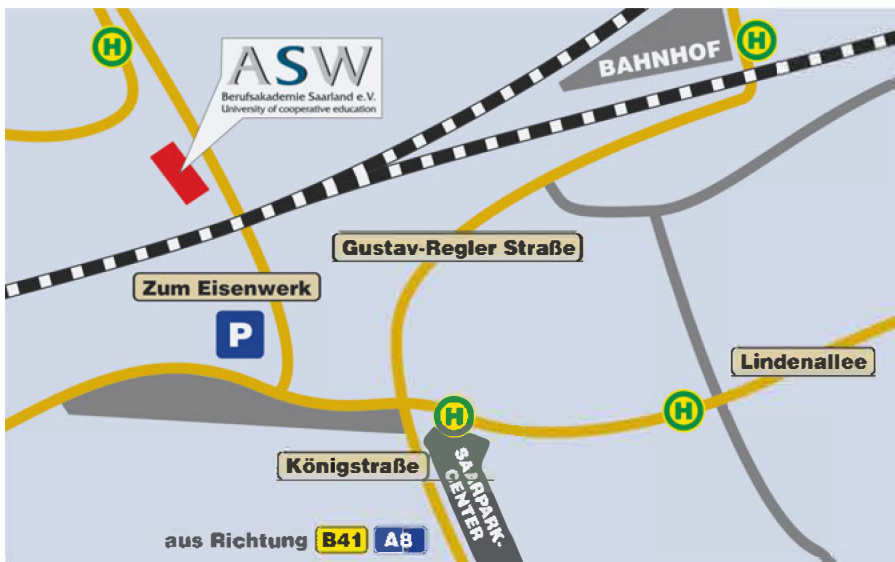 H
ASW
Berufsakademie Saarland e.V.
University of cooperative education
BAHNHOF
H
Gustav-Regler Straße
Zum Eisenwerk
P
Lindenallee
H
H
Königstraße
SAARPARK-
CENTER
aus Richtung B41 A8